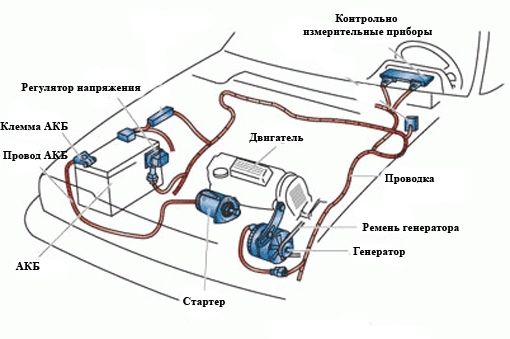 Контрольно
измерительные приборы
Регулятор напряжения
Клемма АКБ
Двигатель
Провод АКБ
Проводка
Ремень генератора
Генератор
АКБ
Стартер